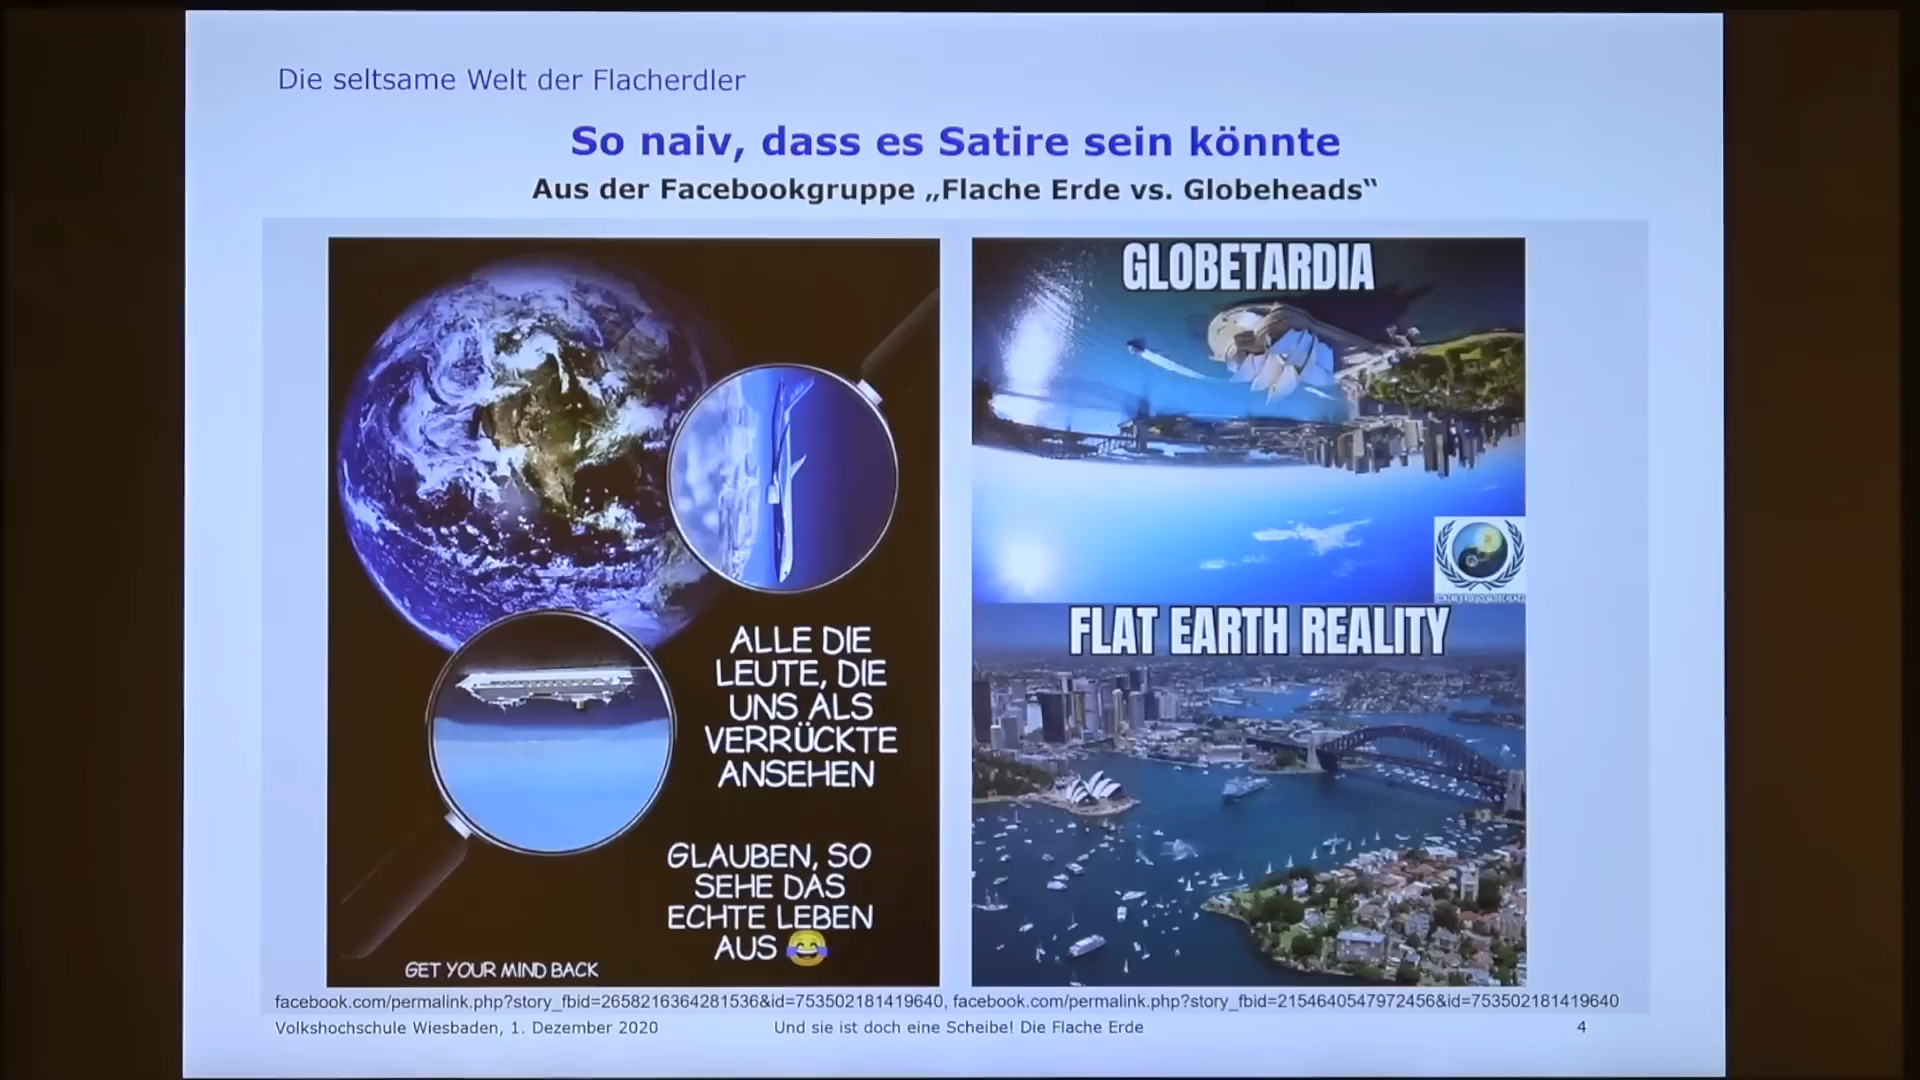 Die seltsame Welt der Flacherdler
So naiv, dass es Satire sein könnte
Aus der Facebookgruppe „Flache Erde vs. Globeheads“
ALLE DIE
LEUTE, DIE
UNS ALS
VERRÜCKTE
ANSEHEN
GLAUBEN, SO
SEHE DAS
ECHTE LEBEN
AUS 😂
GET YOUR MIND BACK
GLOBETARDIA
FLAT EARTH REALITY
facebook.com/permalink.php?story_fbid=2658216364281536&id=753502181419640, facebook.com/permalink.php?story_fbid=2154640547972456&id=753502181419640
Volkshochschule Wiesbaden, 1. Dezember 2020
Und sie ist doch eine Scheibe! Die Flache Erde
4